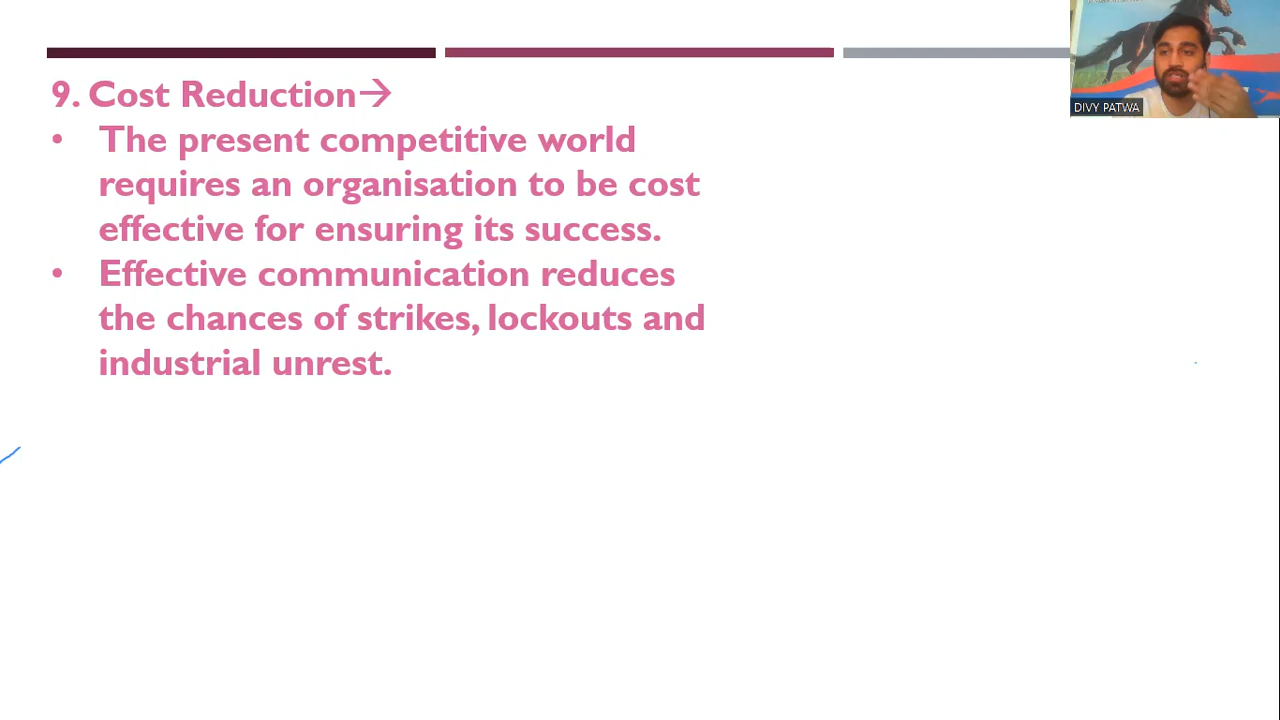 9. Cost Reduction→
• The present competitive world
requires an organisation to be cost
effective for ensuring its success.
• Effective communication reduces
the chances of strikes, lockouts and
industrial unrest.
DIVY PATWA